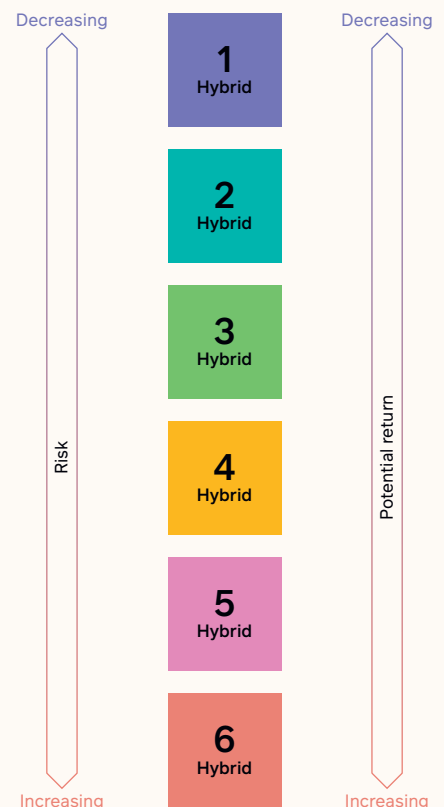 Decreasing
Decreasing
1
Hybrid
2
Hybrid
3
Hybrid
Risk
Potential return
4
Hybrid
5
Hybrid
6
Hybrid
Increasing
Increasing